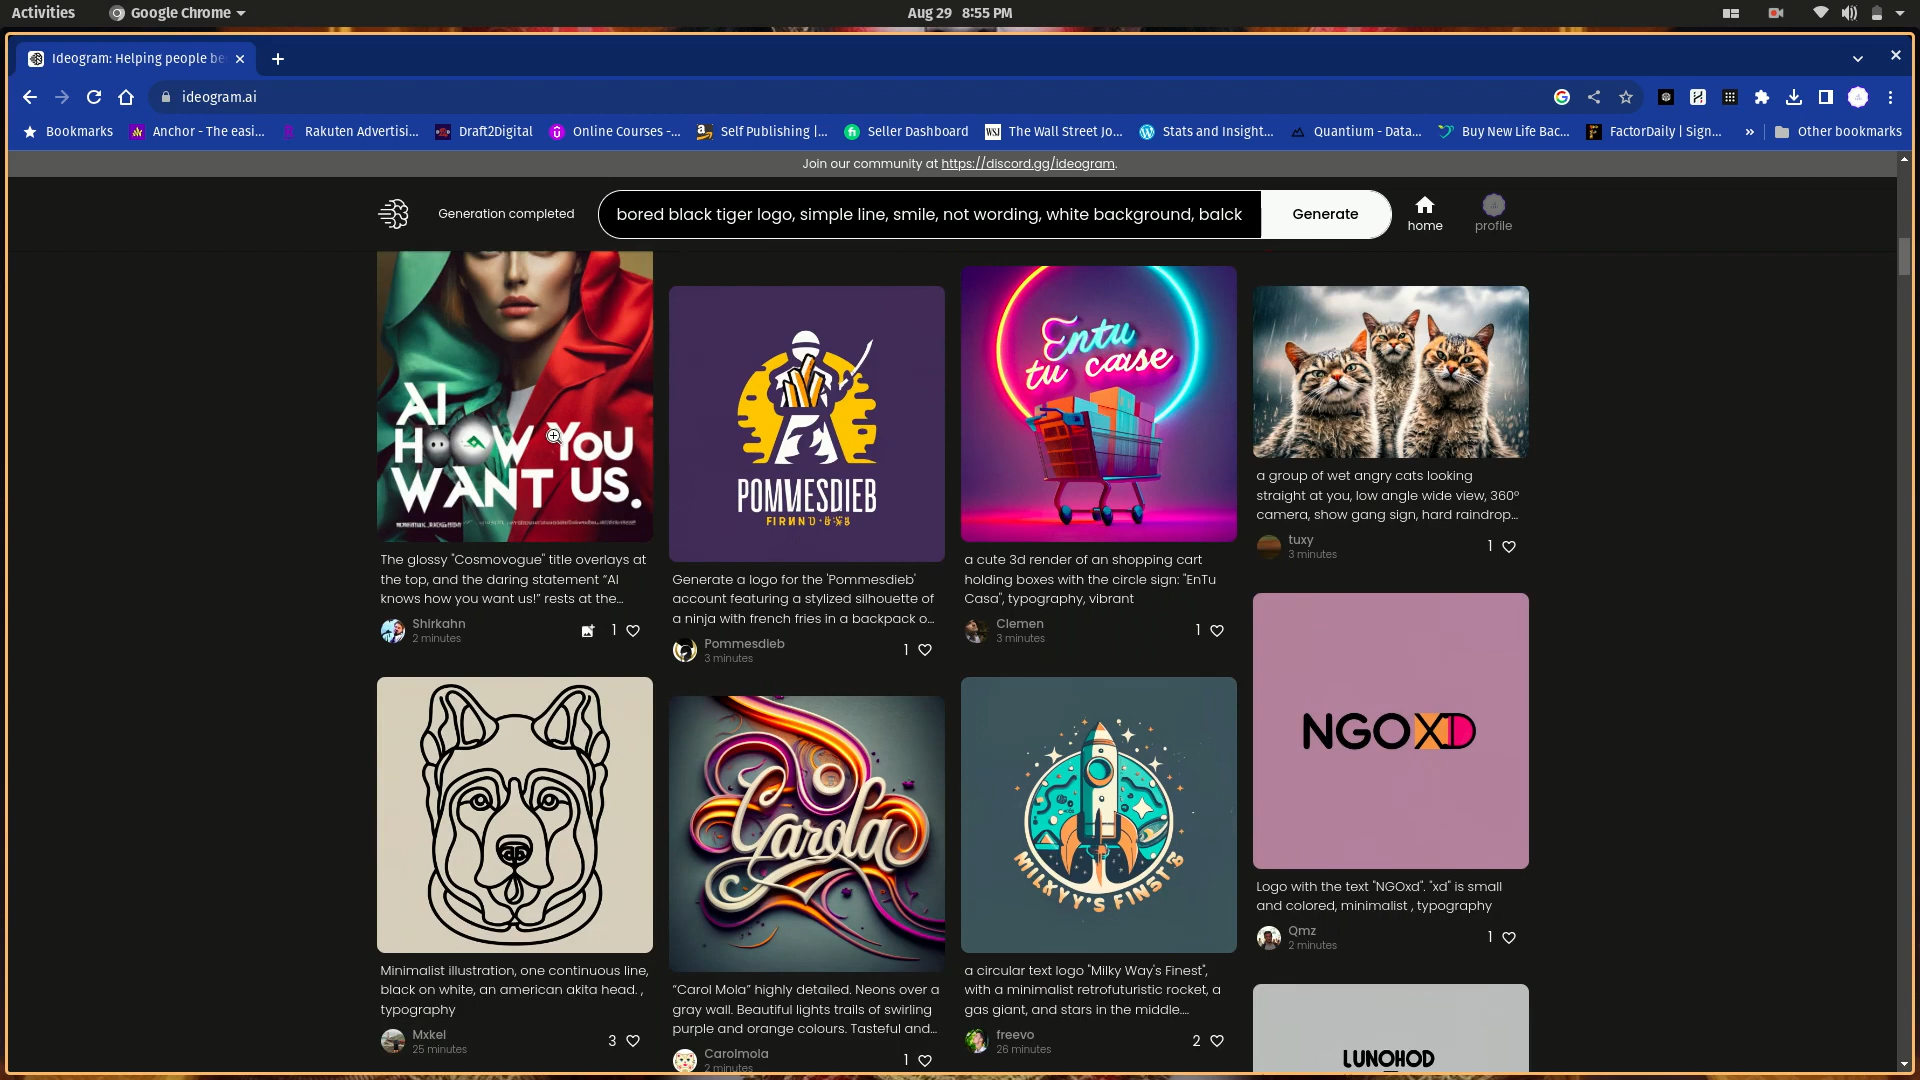 Activities
Google Chrome
Aug 29 8:55 PM
Ideogram: Helping people be
ideogram.ai
Bookmarks
Anchor - The easi...
Rakuten Advertisi...
Draft2Digital
Online Courses -...
Self Publishing |...
Seller Dashboard
WSJ
The Wall Street Jo...
Stats and Insight...
Quantium - Data...
Buy New Life Bac...
FactorDaily | Sign...
»
Other bookmarks
Join our community at https://discord.gg/ideogram.
Generation completed
bored black tiger logo, simple line, smile, not wording, white background, balck
Generate
home
profile
AI
HOW YOU
WANT US.
The glossy "Cosmovogue" title overlays at
the top, and the daring statement “AI
knows how you want us!” rests at the...
Shirkahn
2 minutes
1
POMMESDIEB
Generate a logo for the 'Pommesdieb'
account featuring a stylized silhouette of
a ninja with french fries in a backpack o...
Pommesdieb
3 minutes
1
Entu
tu case
a cute 3d render of an shopping cart
holding boxes with the circle sign: "EnTu
Casa", typography, vibrant
Clemen
3 minutes
1
a group of wet angry cats looking
straight at you, low angle wide view, 360º
camera, show gang sign, hard raindrop...
tuxy
3 minutes
1
Minimalist illustration, one continuous line,
black on white, an american akita head. ,
typography
Mxkel
25 minutes
3
Carola
“Carol Mola” highly detailed. Neons over a
gray wall. Beautiful lights trails of swirling
purple and orange colours. Tasteful and...
Carolmola
2 minutes
1
MILKYY'S FINST
a circular text logo "Milky Way's Finest",
with a minimalist retrofuturistic rocket, a
gas giant, and stars in the middle....
freevo
26 minutes
2
NGOXD
Logo with the text "NGOxd". "xd" is small
and colored, minimalist , typography
Qmz
2 minutes
1
LUNOHOD